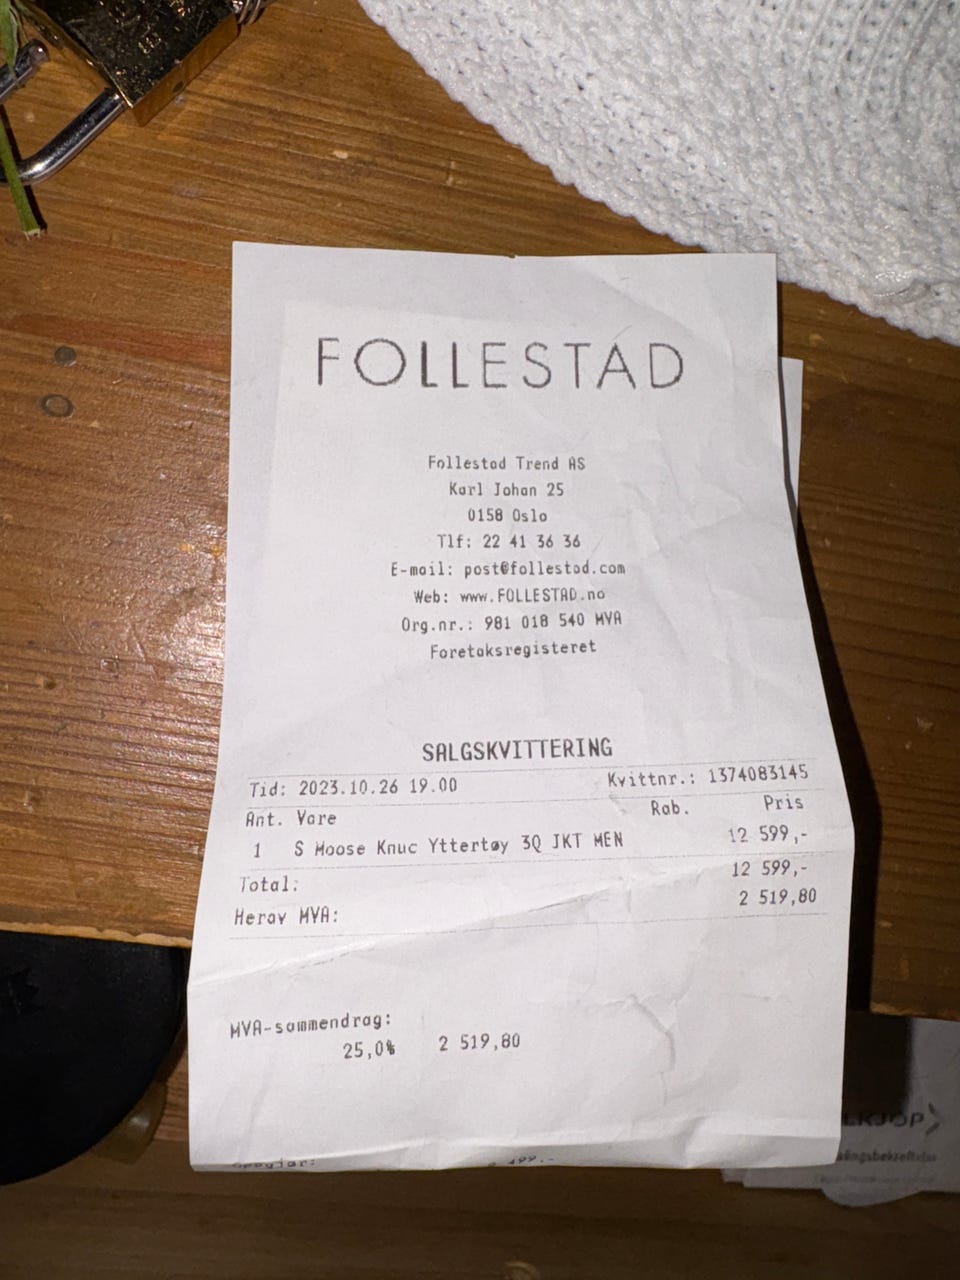 FOLLESTAD
Follestad Trend AS
Karl Johan 25
0158 Oslo
Tlf: 22 41 36 36
E-mail: post@follestad.com
Web: www.FOLLESTAD.no
Org.nr.: 981 018 540 MVA
Foretaksregisteret
SALGSKVITTERING
Tid: 2023.10.26 19.00 Kvittnr.: 1374083145
Ant. Vare Rab. Pris
1 S Moose Knuc Yttertøy 3Q JKT MEN 12 599,-
Total: 12 599,-
Herav MVA: 2 519,80
MVA-sammendrag:
25,0% 2 519,80